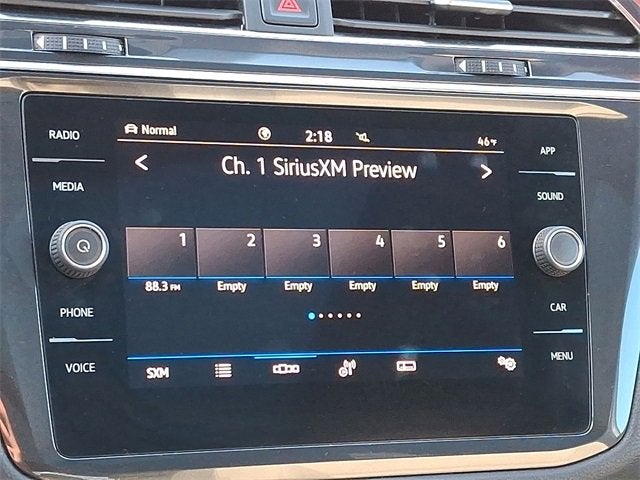 RADIO
MEDIA
PHONE
VOICE
Normal 2:18 46°F
Ch. 1 SiriusXM Preview
1 2 3 4 5 6
88.3 FM Empty Empty Empty Empty Empty
SXM
APP
SOUND
CAR
MENU